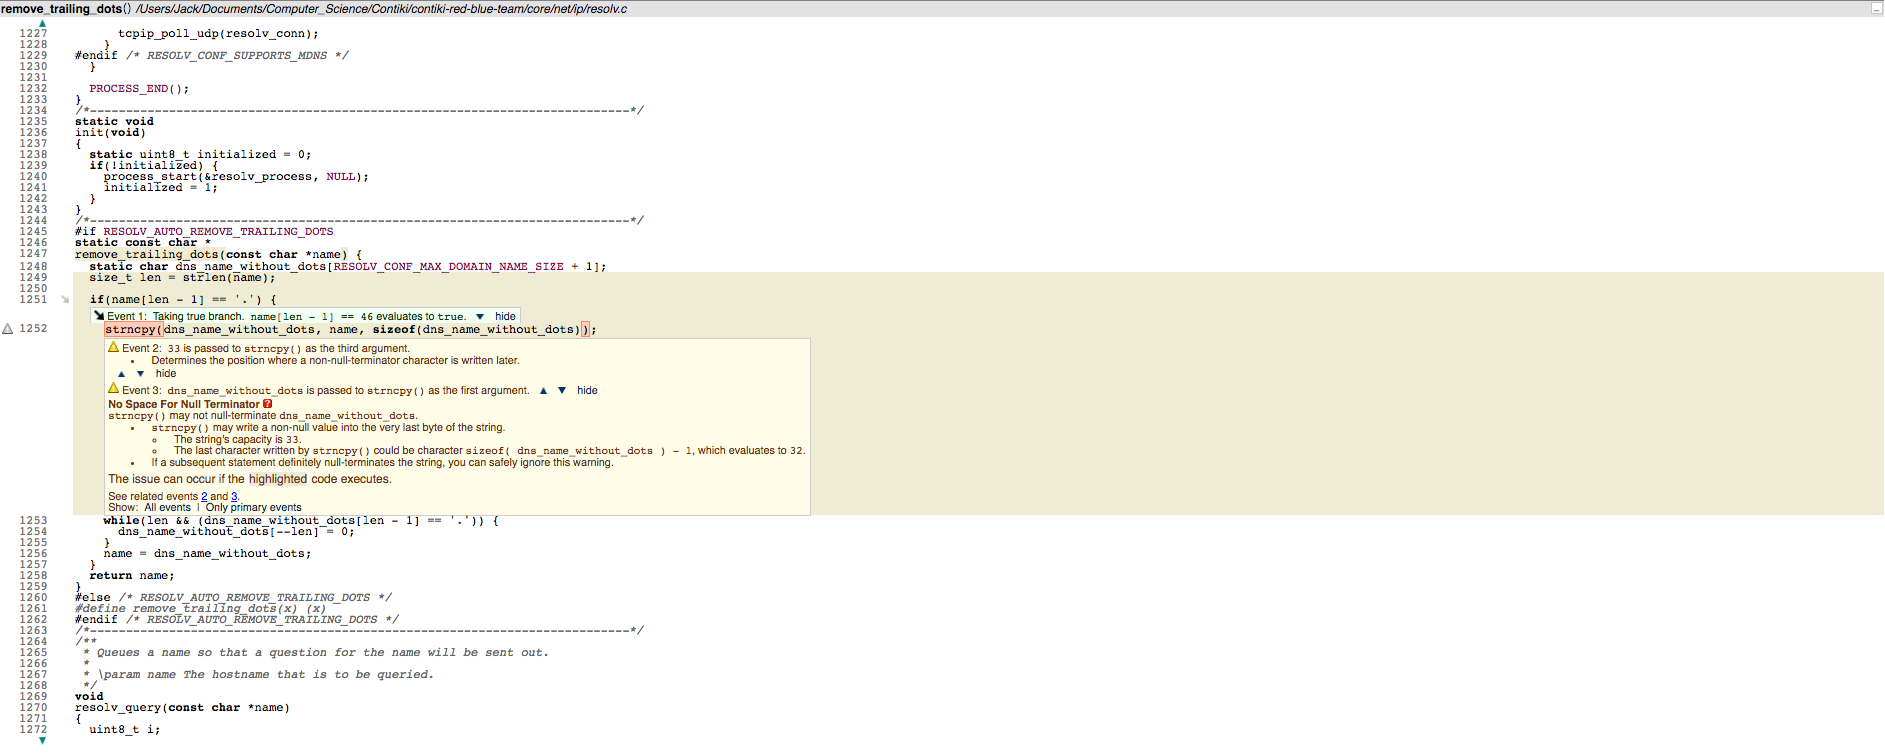 remove_trailing_dots() /Users/Jack/Documents/Computer_Science/Contiki/contiki-red-blue-team/core/net/ip/resolv.c
1227 tcpip_poll_udp(resolv_conn);
1228 }
1229 #endif /* RESOLV_CONF_SUPPORTS_MDNS */
1230 }
1231
1232 PROCESS_END();
1233 }
1234 /*---------------------------------------------------------------------------*/
1235 static void
1236 init(void)
1237 {
1238 static uint8_t initialized = 0;
1239 if(!initialized) {
1240 process_start(&resolv_process, NULL);
1241 initialized = 1;
1242 }
1243 }
1244 /*---------------------------------------------------------------------------*/
1245 #if RESOLV_AUTO_REMOVE_TRAILING_DOTS
1246 static const char *
1247 remove_trailing_dots(const char *name) {
1248 static char dns_name_without_dots[RESOLV_CONF_MAX_DOMAIN_NAME_SIZE + 1];
1249 size_t len = strlen(name);
1250
1251 if(name[len - 1] == '.') {
Event 1: Taking true branch. name[len - 1] == 46 evaluates to true. ▼ hide
1252 strncpy(dns_name_without_dots, name, sizeof(dns_name_without_dots));
Event 2: 33 is passed to strncpy() as the third argument.
• Determines the position where a non-null-terminator character is written later.
▲ ▼ hide
Event 3: dns_name_without_dots is passed to strncpy() as the first argument. ▲ ▼ hide
No Space For Null Terminator ?
strncpy() may not null-terminate dns_name_without_dots.
• strncpy() may write a non-null value into the very last byte of the string.
◦ The string's capacity is 33.
◦ The last character written by strncpy() could be character sizeof( dns_name_without_dots ) - 1, which evaluates to 32.
• If a subsequent statement definitely null-terminates the string, you can safely ignore this warning.
The issue can occur if the highlighted code executes.
See related events 2 and 3.
Show: All events | Only primary events
1253 while(len && (dns_name_without_dots[len - 1] == '.')) {
1254 dns_name_without_dots[--len] = 0;
1255 }
1256 name = dns_name_without_dots;
1257 }
1258 return name;
1259 }
1260 #else /* RESOLV_AUTO_REMOVE_TRAILING_DOTS */
1261 #define remove_trailing_dots(x) (x)
1262 #endif /* RESOLV_AUTO_REMOVE_TRAILING_DOTS */
1263 /*---------------------------------------------------------------------------*/
1264 /**
1265 * Queues a name so that a question for the name will be sent out.
1266 *
1267 * \param name The hostname that is to be queried.
1268 */
1269 void
1270 resolv_query(const char *name)
1271 {
1272 uint8_t i;